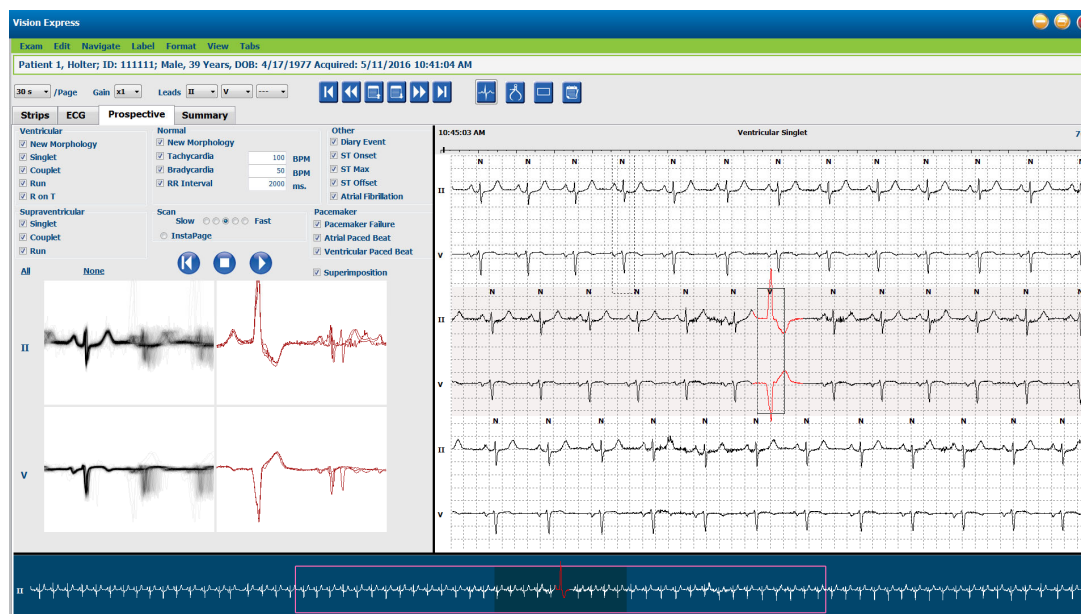 Vision Express
Exam Edit Navigate Label Format View Tabs
Patient 1, Holter; ID: 111111; Male, 39 Years, DOB: 4/17/1977 Acquired: 5/11/2016 10:41:04 AM
30 s /Page Gain x1 Leads II V ---
Strips ECG Prospective Summary
Ventricular
New Morphology
Singlet
Couplet
Run
R on T
Normal
New Morphology
Tachycardia 100 BPM
Bradycardia 50 BPM
RR Interval 2000 ms.
Other
Diary Event
ST Onset
ST Max
ST Offset
Atrial Fibrillation
Supraventricular
Singlet
Couplet
Run
Scan
Slow Fast
InstaPage
Pacemaker
Pacemaker Failure
Atrial Paced Beat
Ventricular Paced Beat
All None
Superimposition
II
V
10:45:03 AM Ventricular Singlet 7
N N N N N N N N N N N N N
II
V
N N N N N N V N N N N N N
II
V
N N N N N N N N N N N N
II
V
II